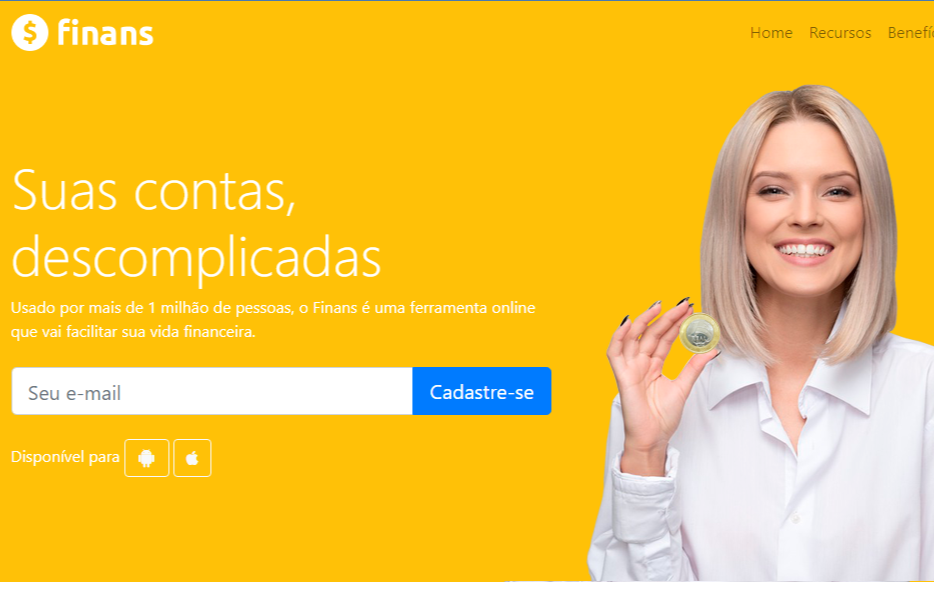 finans
Home Recursos
Suas contas,
descomplicadas
Usado por mais de 1 milhão de pessoas, o Finans é uma ferramenta online
que vai facilitar sua vida financeira.
Seu e-mail
Cadastre-se
Disponível para